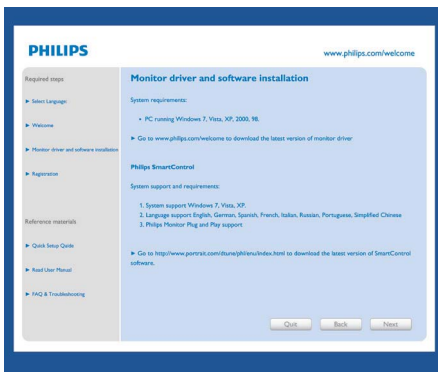 PHILIPS
www.philips.com/welcome
Required steps
Select Language
Welcome
Monitor driver and software installation
Registration
Reference materials
Quick Setup Guide
Read User Manual
FAQ & Troubleshooting
Monitor driver and software installation
System requirements:
• PC running Windows 7, Vista, XP, 2000, 98.
Go to www.philips.com/welcome to download the latest version of monitor driver
Philips SmartControl
System support and requirements:
1. System support Windows 7, Vista, XP.
2. Language support English, German, Spanish, French, Italian, Russian, Portuguese, Simplified Chinese
3. Philips Monitor Plug and Play support
Go to http://www.portrait.com/dtune/phl/enu/index.html to download the latest version of SmartControl
software.
Quit
Back
Next